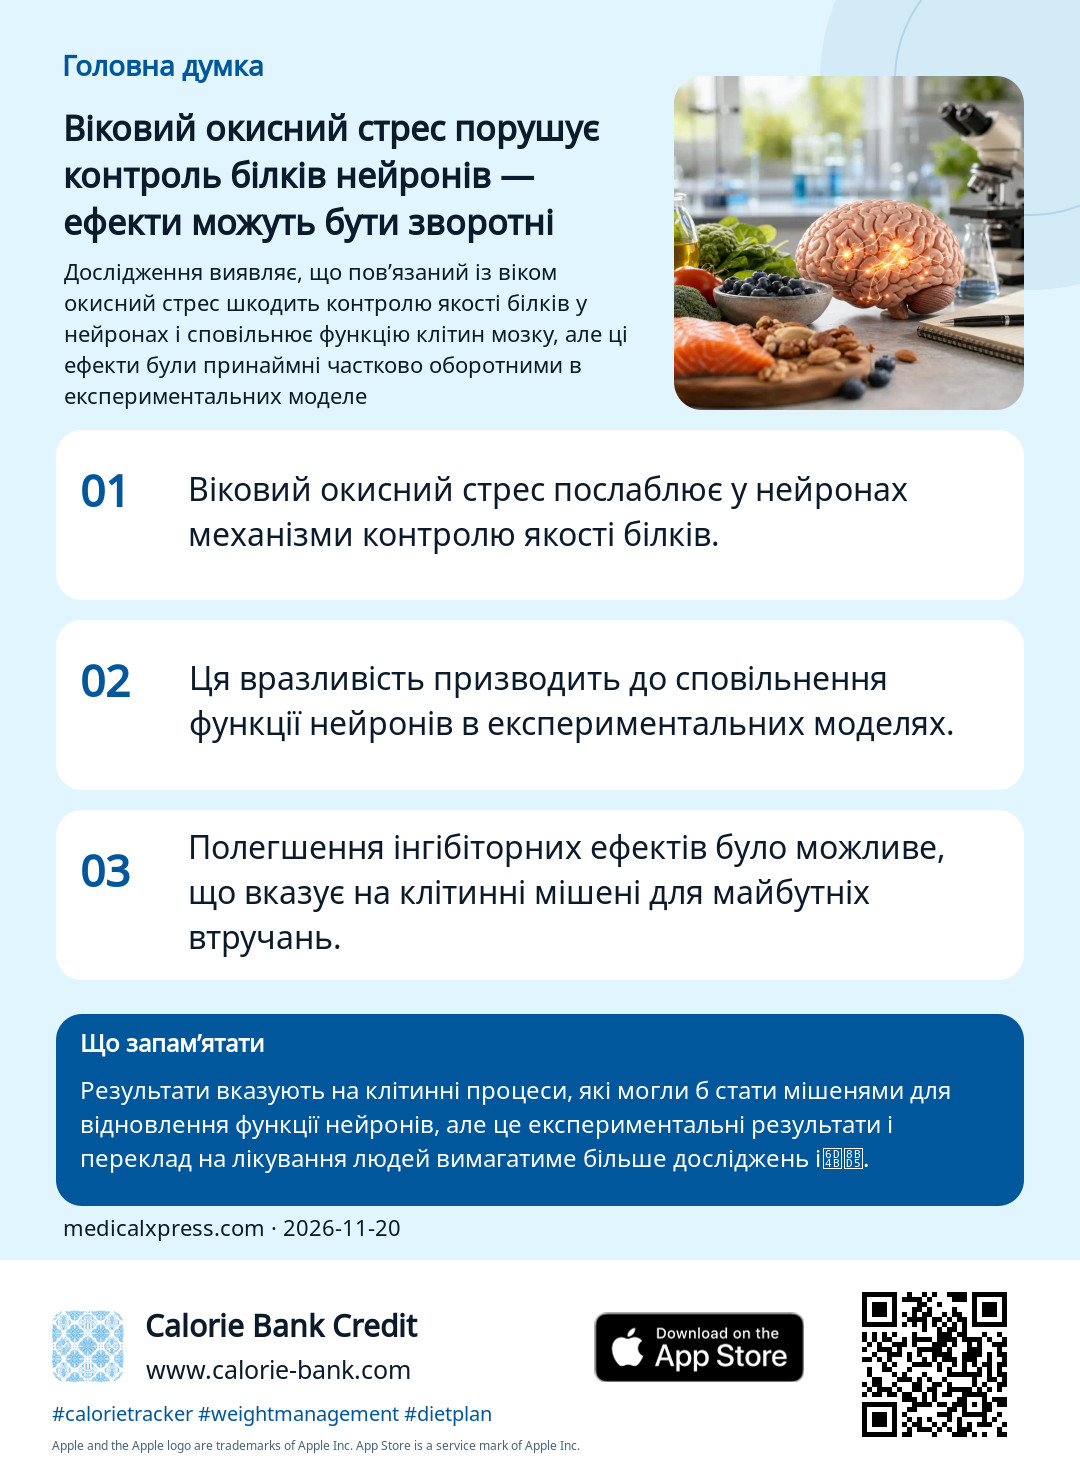 Головна думка
Віковий окисний стрес порушує
контроль білків нейронів —
ефекти можуть бути зворотні
Дослідження виявляє, що пов’язаний із віком
окисний стрес шкодить контролю якості білків у
нейронах і сповільнює функцію клітин мозку, але ці
ефекти були принаймні частково оборотними в
експериментальних моделе
01
Віковий окисний стрес послаблює у нейронах
механізми контролю якості білків.
02
Ця вразливість призводить до сповільнення
функції нейронів в експериментальних моделях.
03
Полегшення інгібіторних ефектів було можливе,
що вказує на клітинні мішені для майбутніх
втручань.
Що запам’ятати
Результати вказують на клітинні процеси, які могли б стати мішенями для
відновлення функції нейронів, але це експериментальні результати і
переклад на лікування людей вимагатиме більше досліджень і.
medicalxpress.com · 2026-11-20
Calorie Bank Credit
www.calorie-bank.com
Download on the
App Store
#calorietracker #weightmanagement #dietplan
Apple and the Apple logo are trademarks of Apple Inc. App Store is a service mark of Apple Inc.